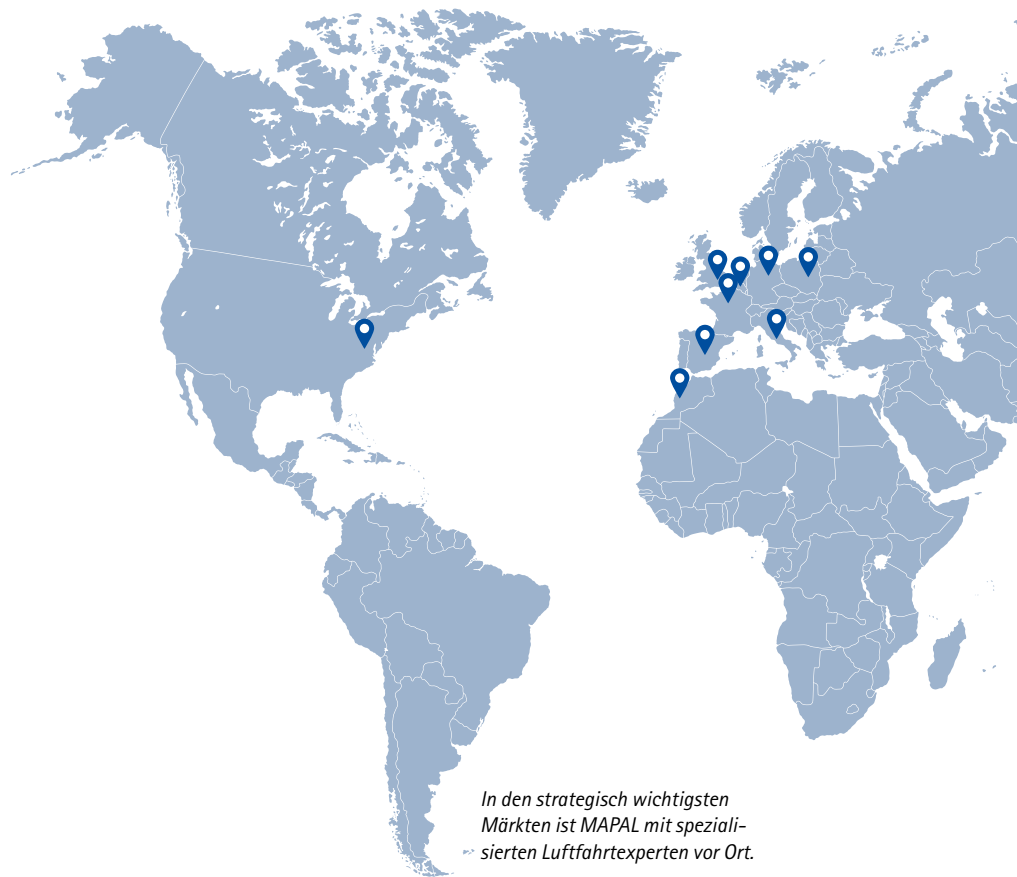 In den strategisch wichtigsten
Märkten ist MAPAL mit speziali-
sierten Luftfahrtexperten vor Ort.